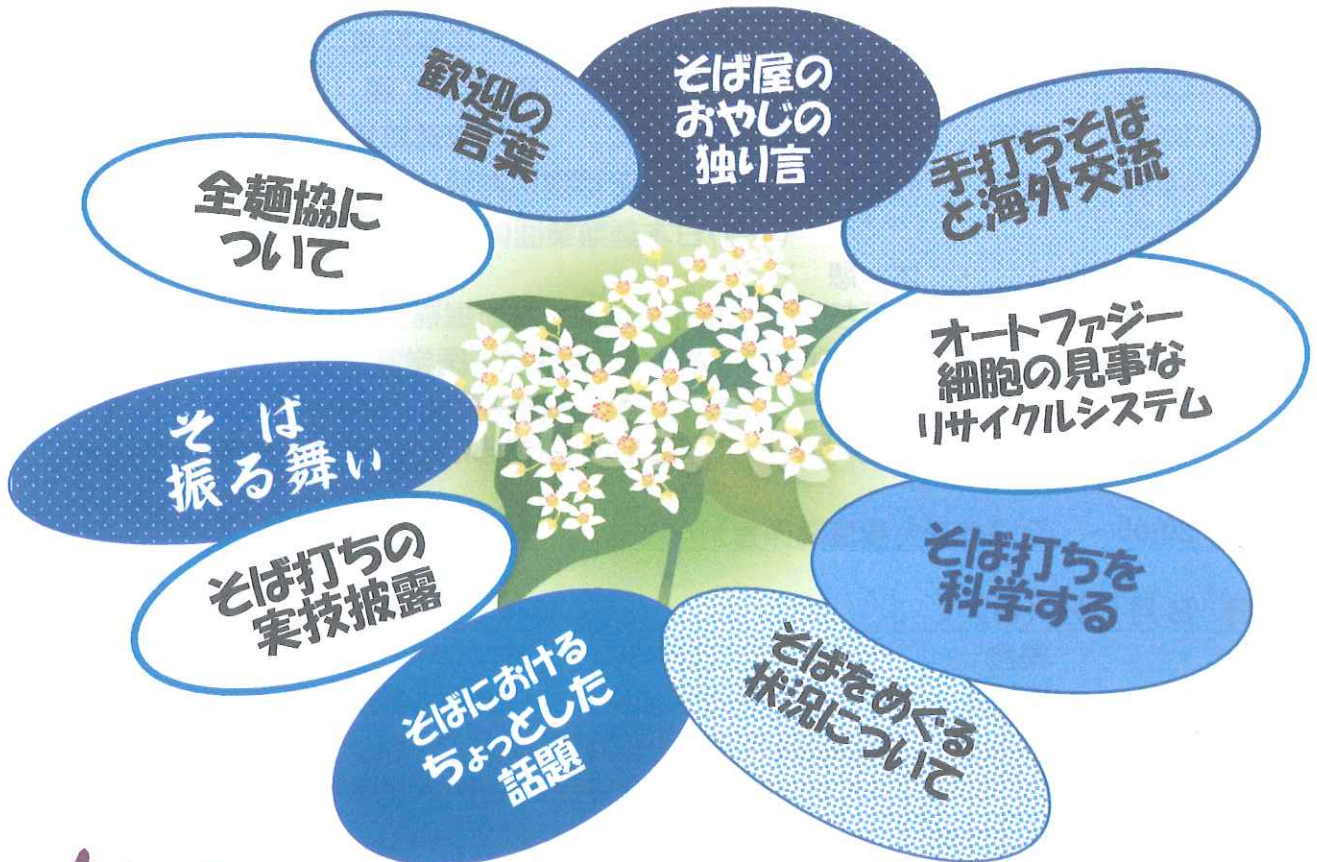 歓迎の
言葉
そば屋の
おやじの
独り言
手打ちそば
と海外交流
全麺協に
ついて
オートファジー
細胞の見事な
リサイクルシステム
そば
振る舞い
そば打ちを
科学する
そば打ちの
実技披露
そばにおける
ちょっとした
話題
そばをめぐる
状況について